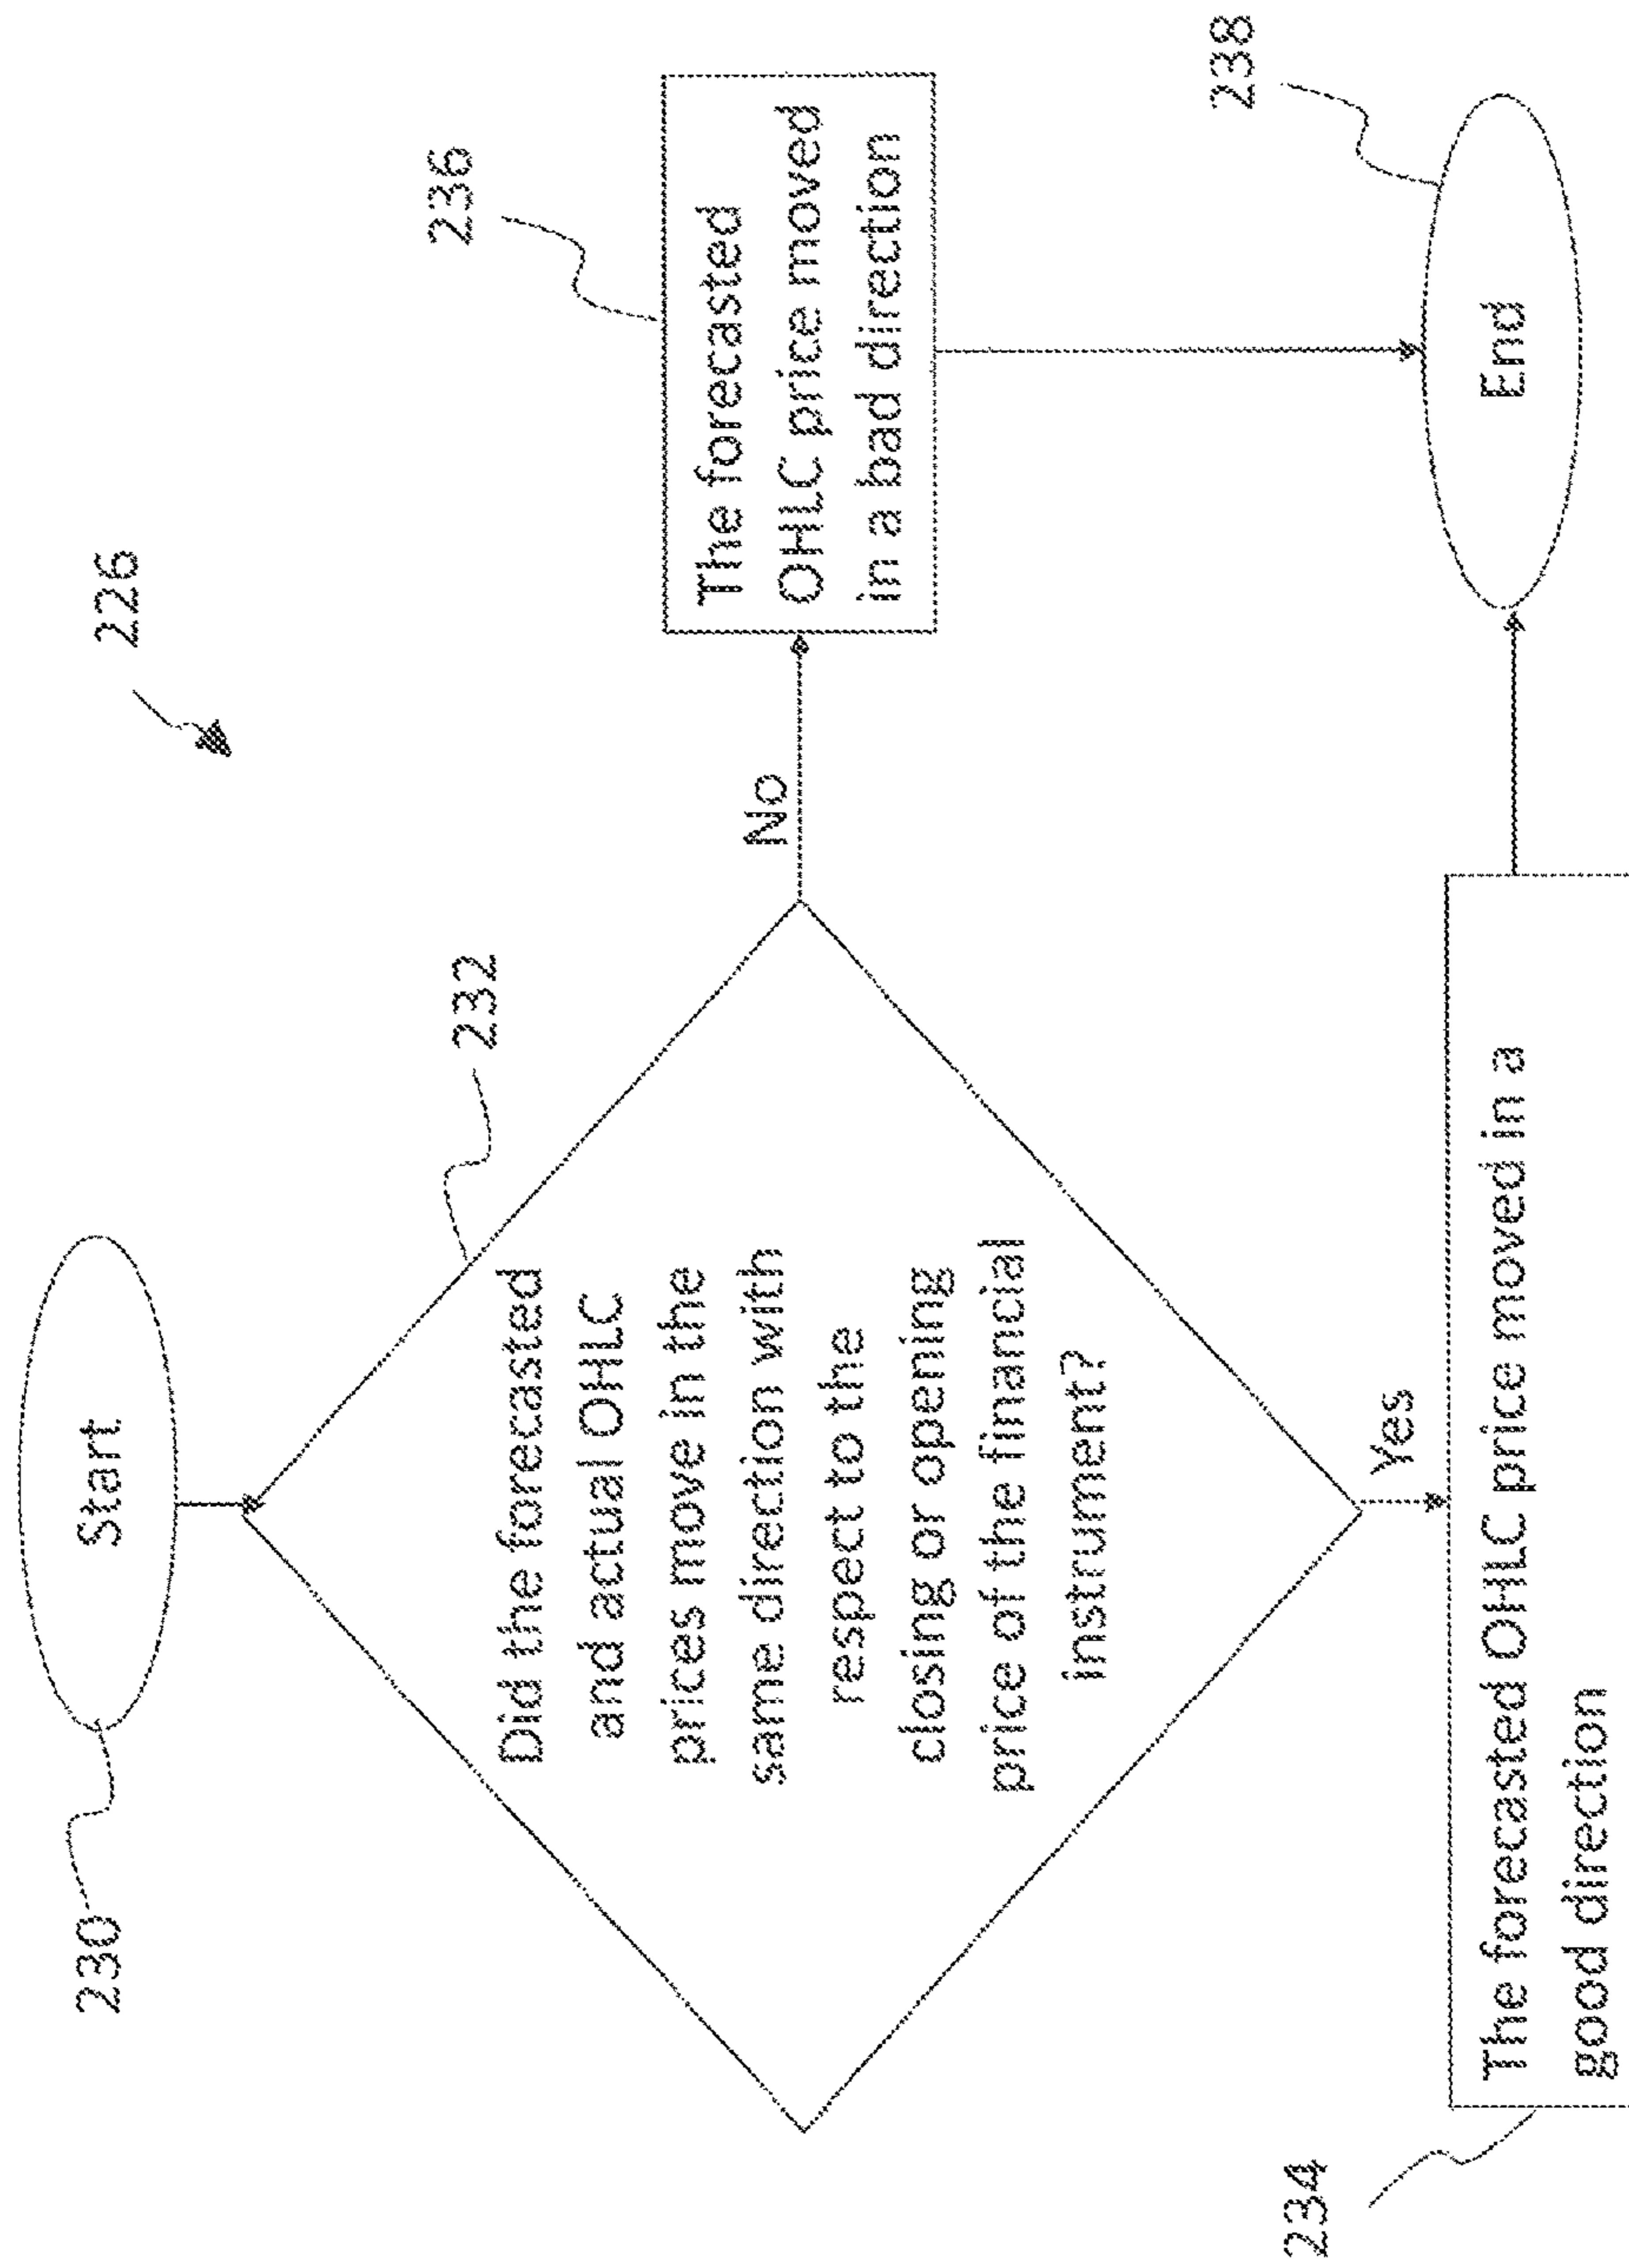 226
230
Start
232
Did the forecasted
and actual OHLC
prices move in the
same direction with
respect to the
closing or opening
price of the financial
instrument?
No
236
The forecasted
OHLC price moved
in a bad direction
Yes
234
The forecasted OHLC price moved in a
good direction
238
End